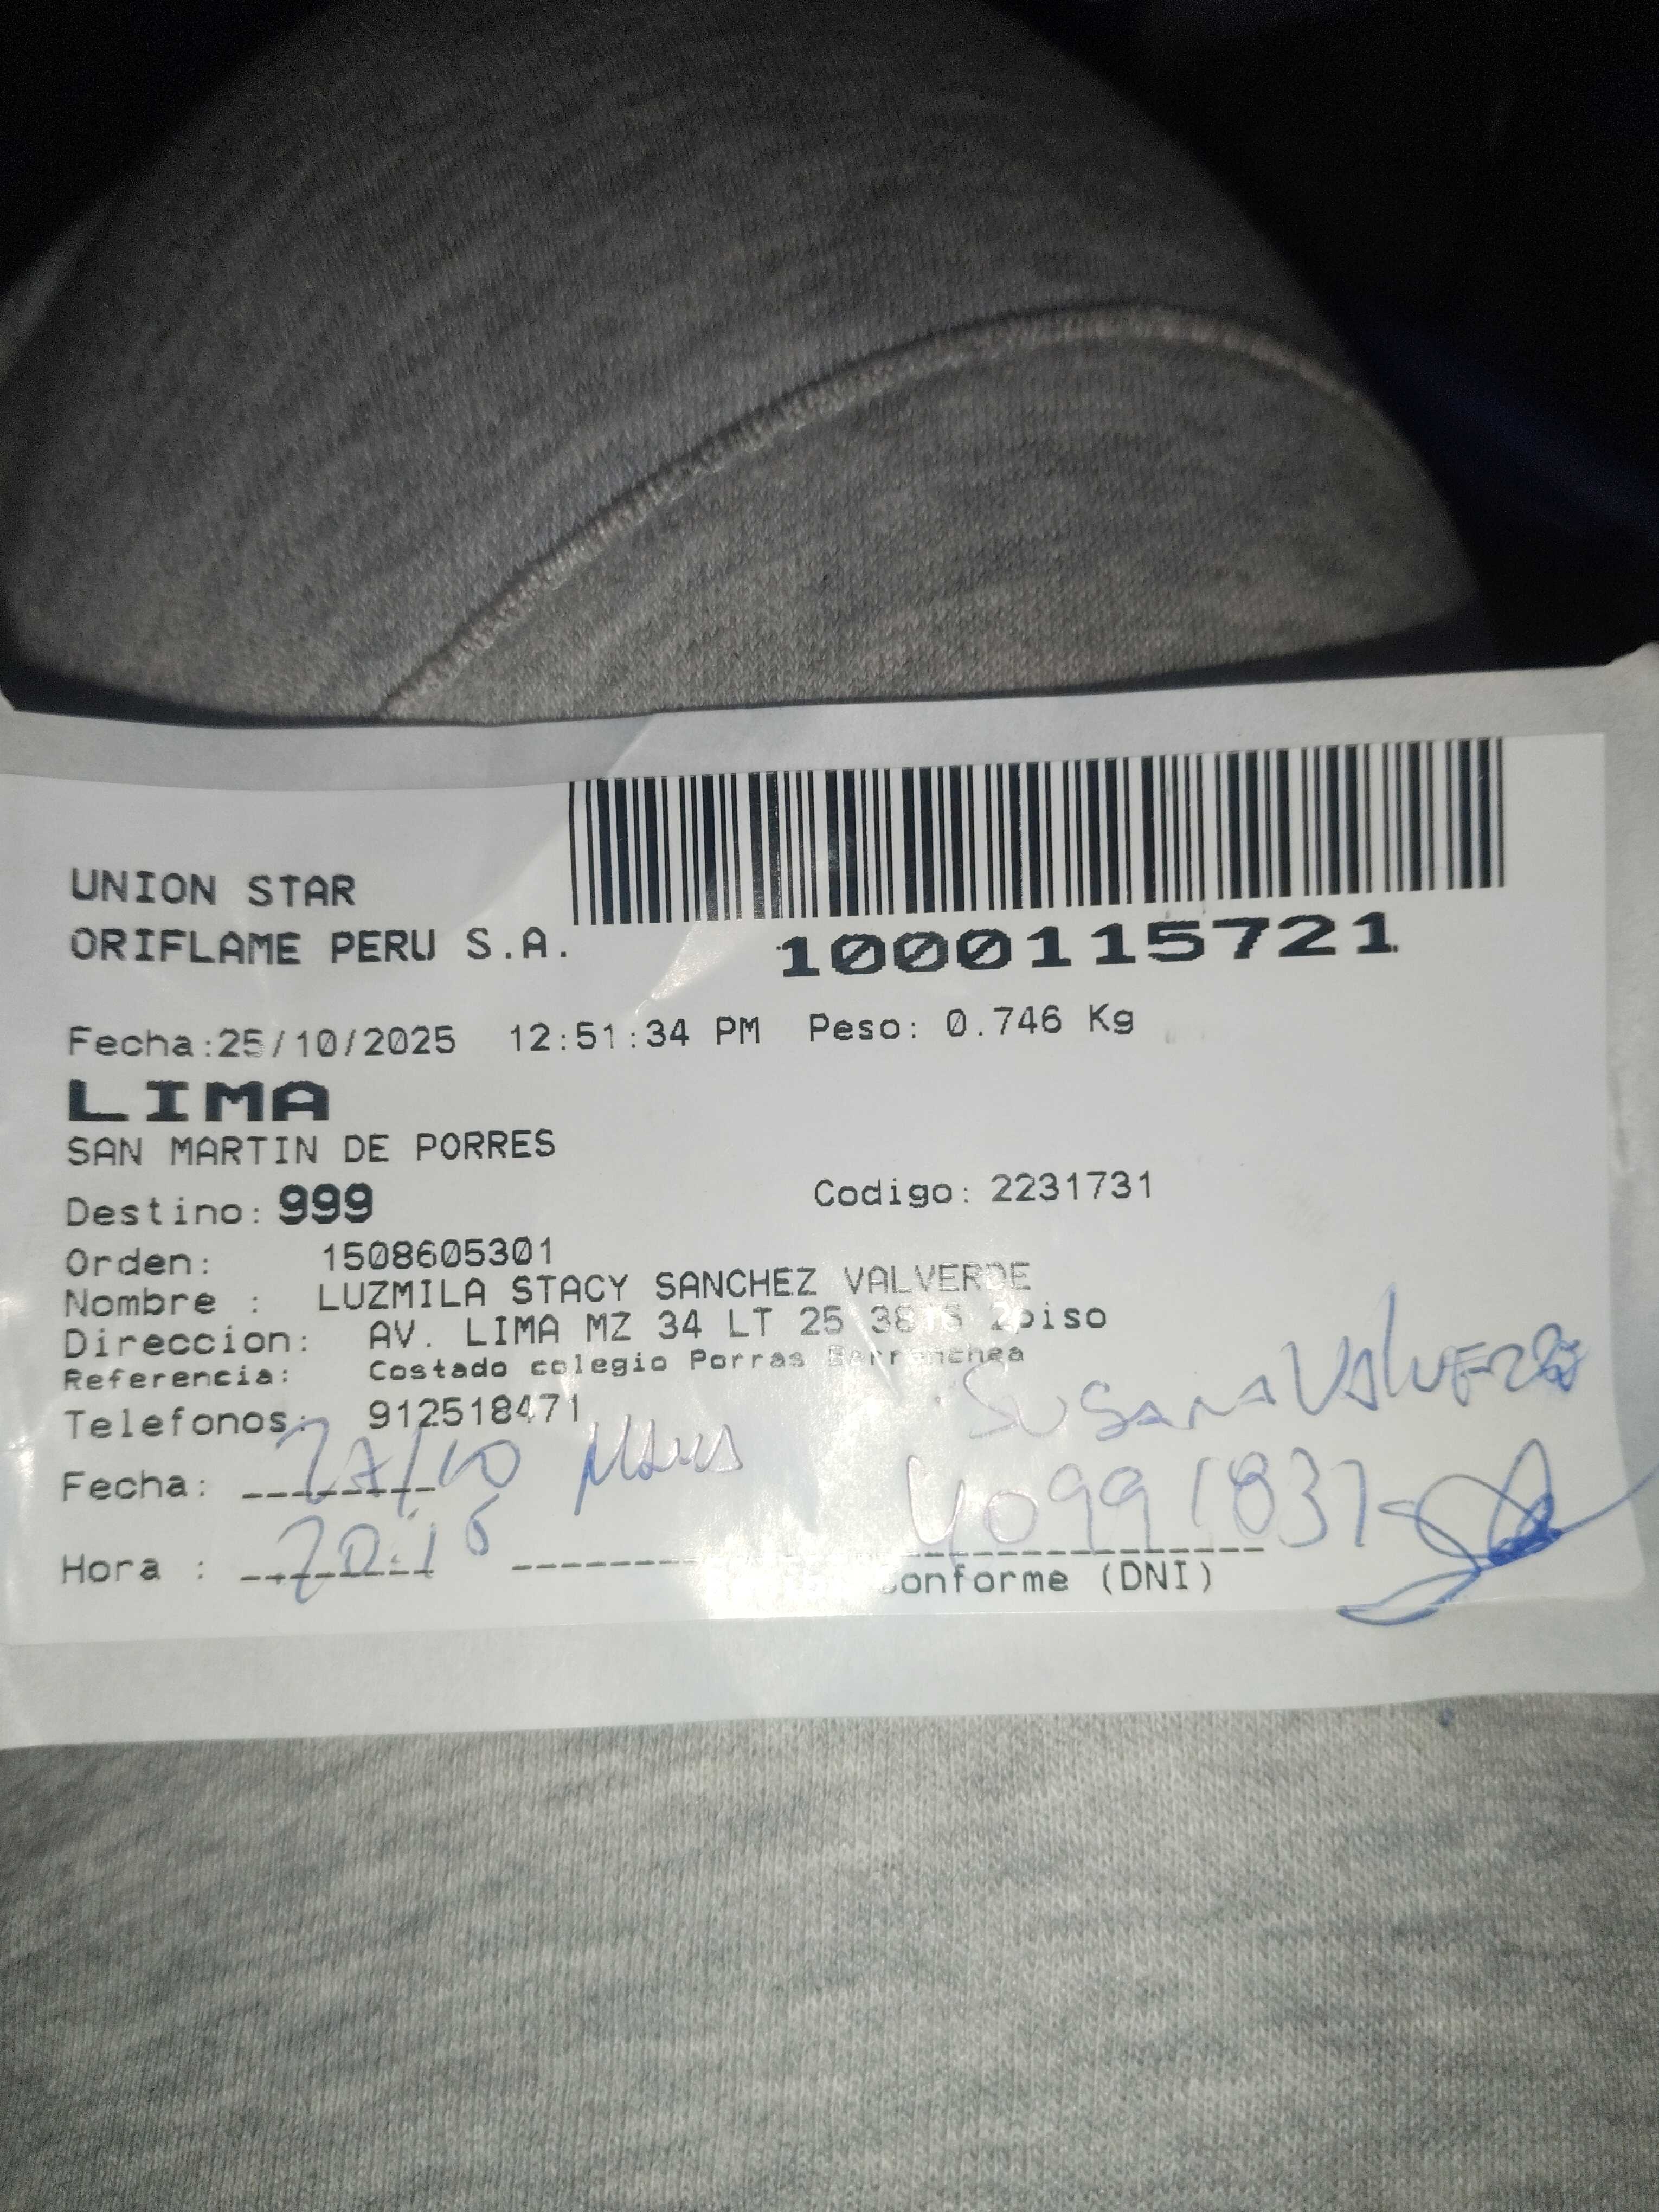 UNION STAR
ORIFLAME PERU S.A.
1000115721
Fecha:25/10/2025 12:51:34 PM Peso: 0.746 Kg
LIMA
SAN MARTIN DE PORRES
Destino: 999 Codigo: 2231731
Orden: 1508605301
Nombre : LUZMILA STACY SANCHEZ VALVERDE
Direccion: AV. LIMA MZ 34 LT 25 2piso
Referencia: Costado colegio Porras
Telefonos: 912518471
SUSANA VALVERDE
Fecha: 27/10
40991837
Hora : 20:15
onforme (DNI)